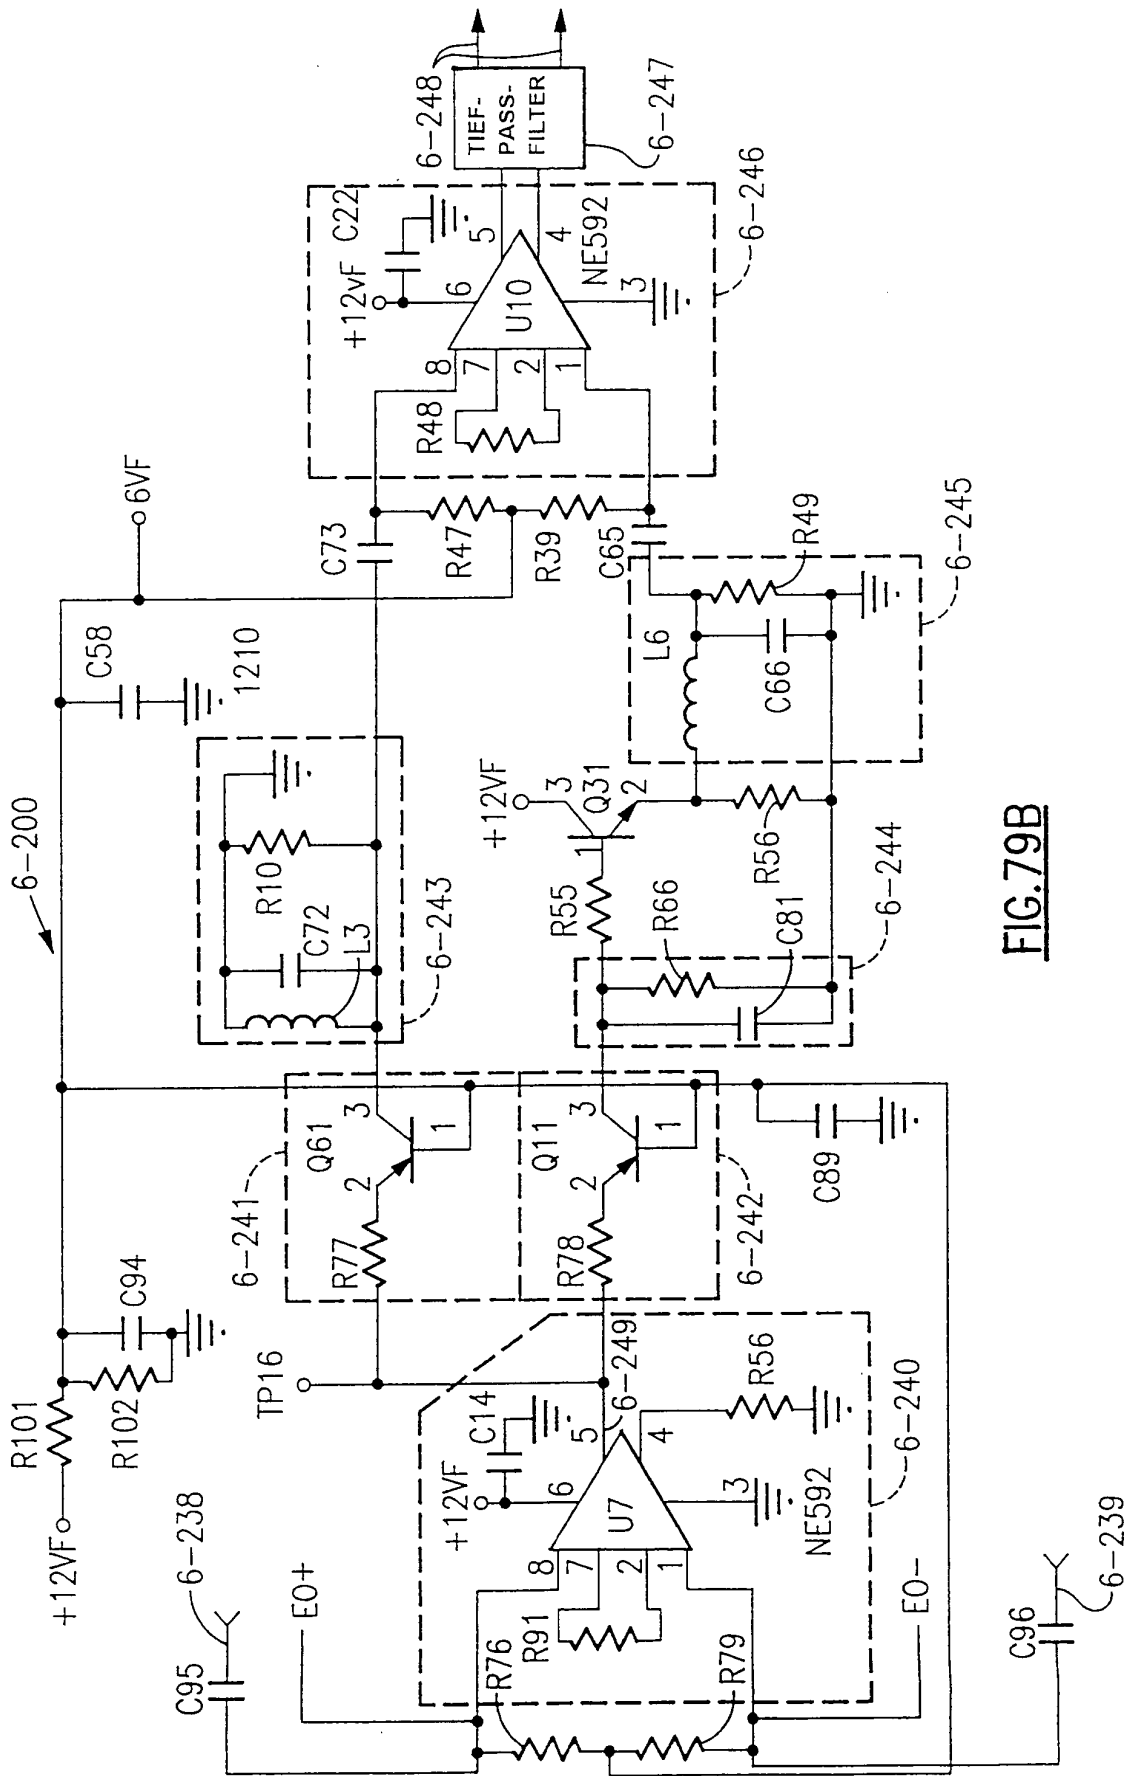 6-200
+12VF
R101
R102
C94
C58
1210
6VF
6-238
C95
EO+
TP16
6-241
R77
Q61
2
3
1
R10
C72
L3
6-243
C73
R47
R39
C65
+12vF
C22
6
8
7
2
1
R48
U10
5
4
3
NE592
6-246
6-248
TIEF-
PASS-
FILTER
6-247
+12VF
C14
6
8
7
2
1
R91
U7
5
4
3
6-249
R56
NE592
6-240
R76
R79
EO-
C96
6-239
R78
Q11
2
3
1
6-242
C89
R55
R66
C81
6-244
+12VF
1
3
Q31
2
R56
L6
C66
R49
6-245
FIG.79B